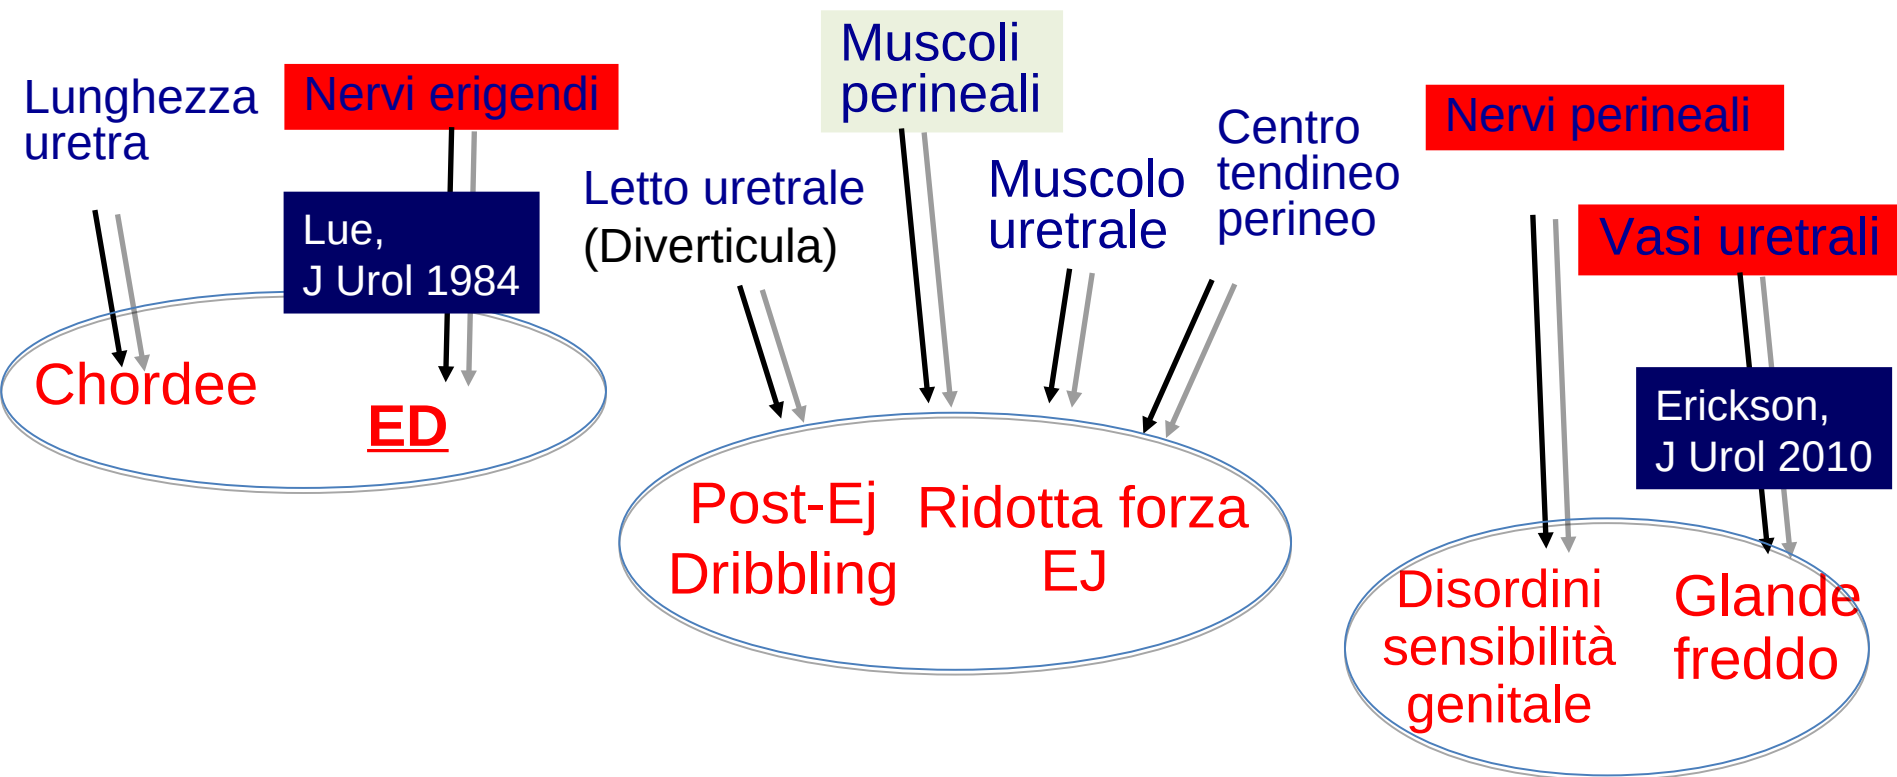 Lunghezza
uretra
Nervi erigendi
Lue,
J Urol 1984
Chordee
ED
Letto uretrale
(Diverticula)
Muscoli
perineali
Muscolo
uretrale
Centro
tendineo
perineo
Post-Ej
Dribbling
Ridotta forza
EJ
Nervi perineali
Vasi uretrali
Erickson,
J Urol 2010
Disordini
sensibilità
genitale
Glande
freddo